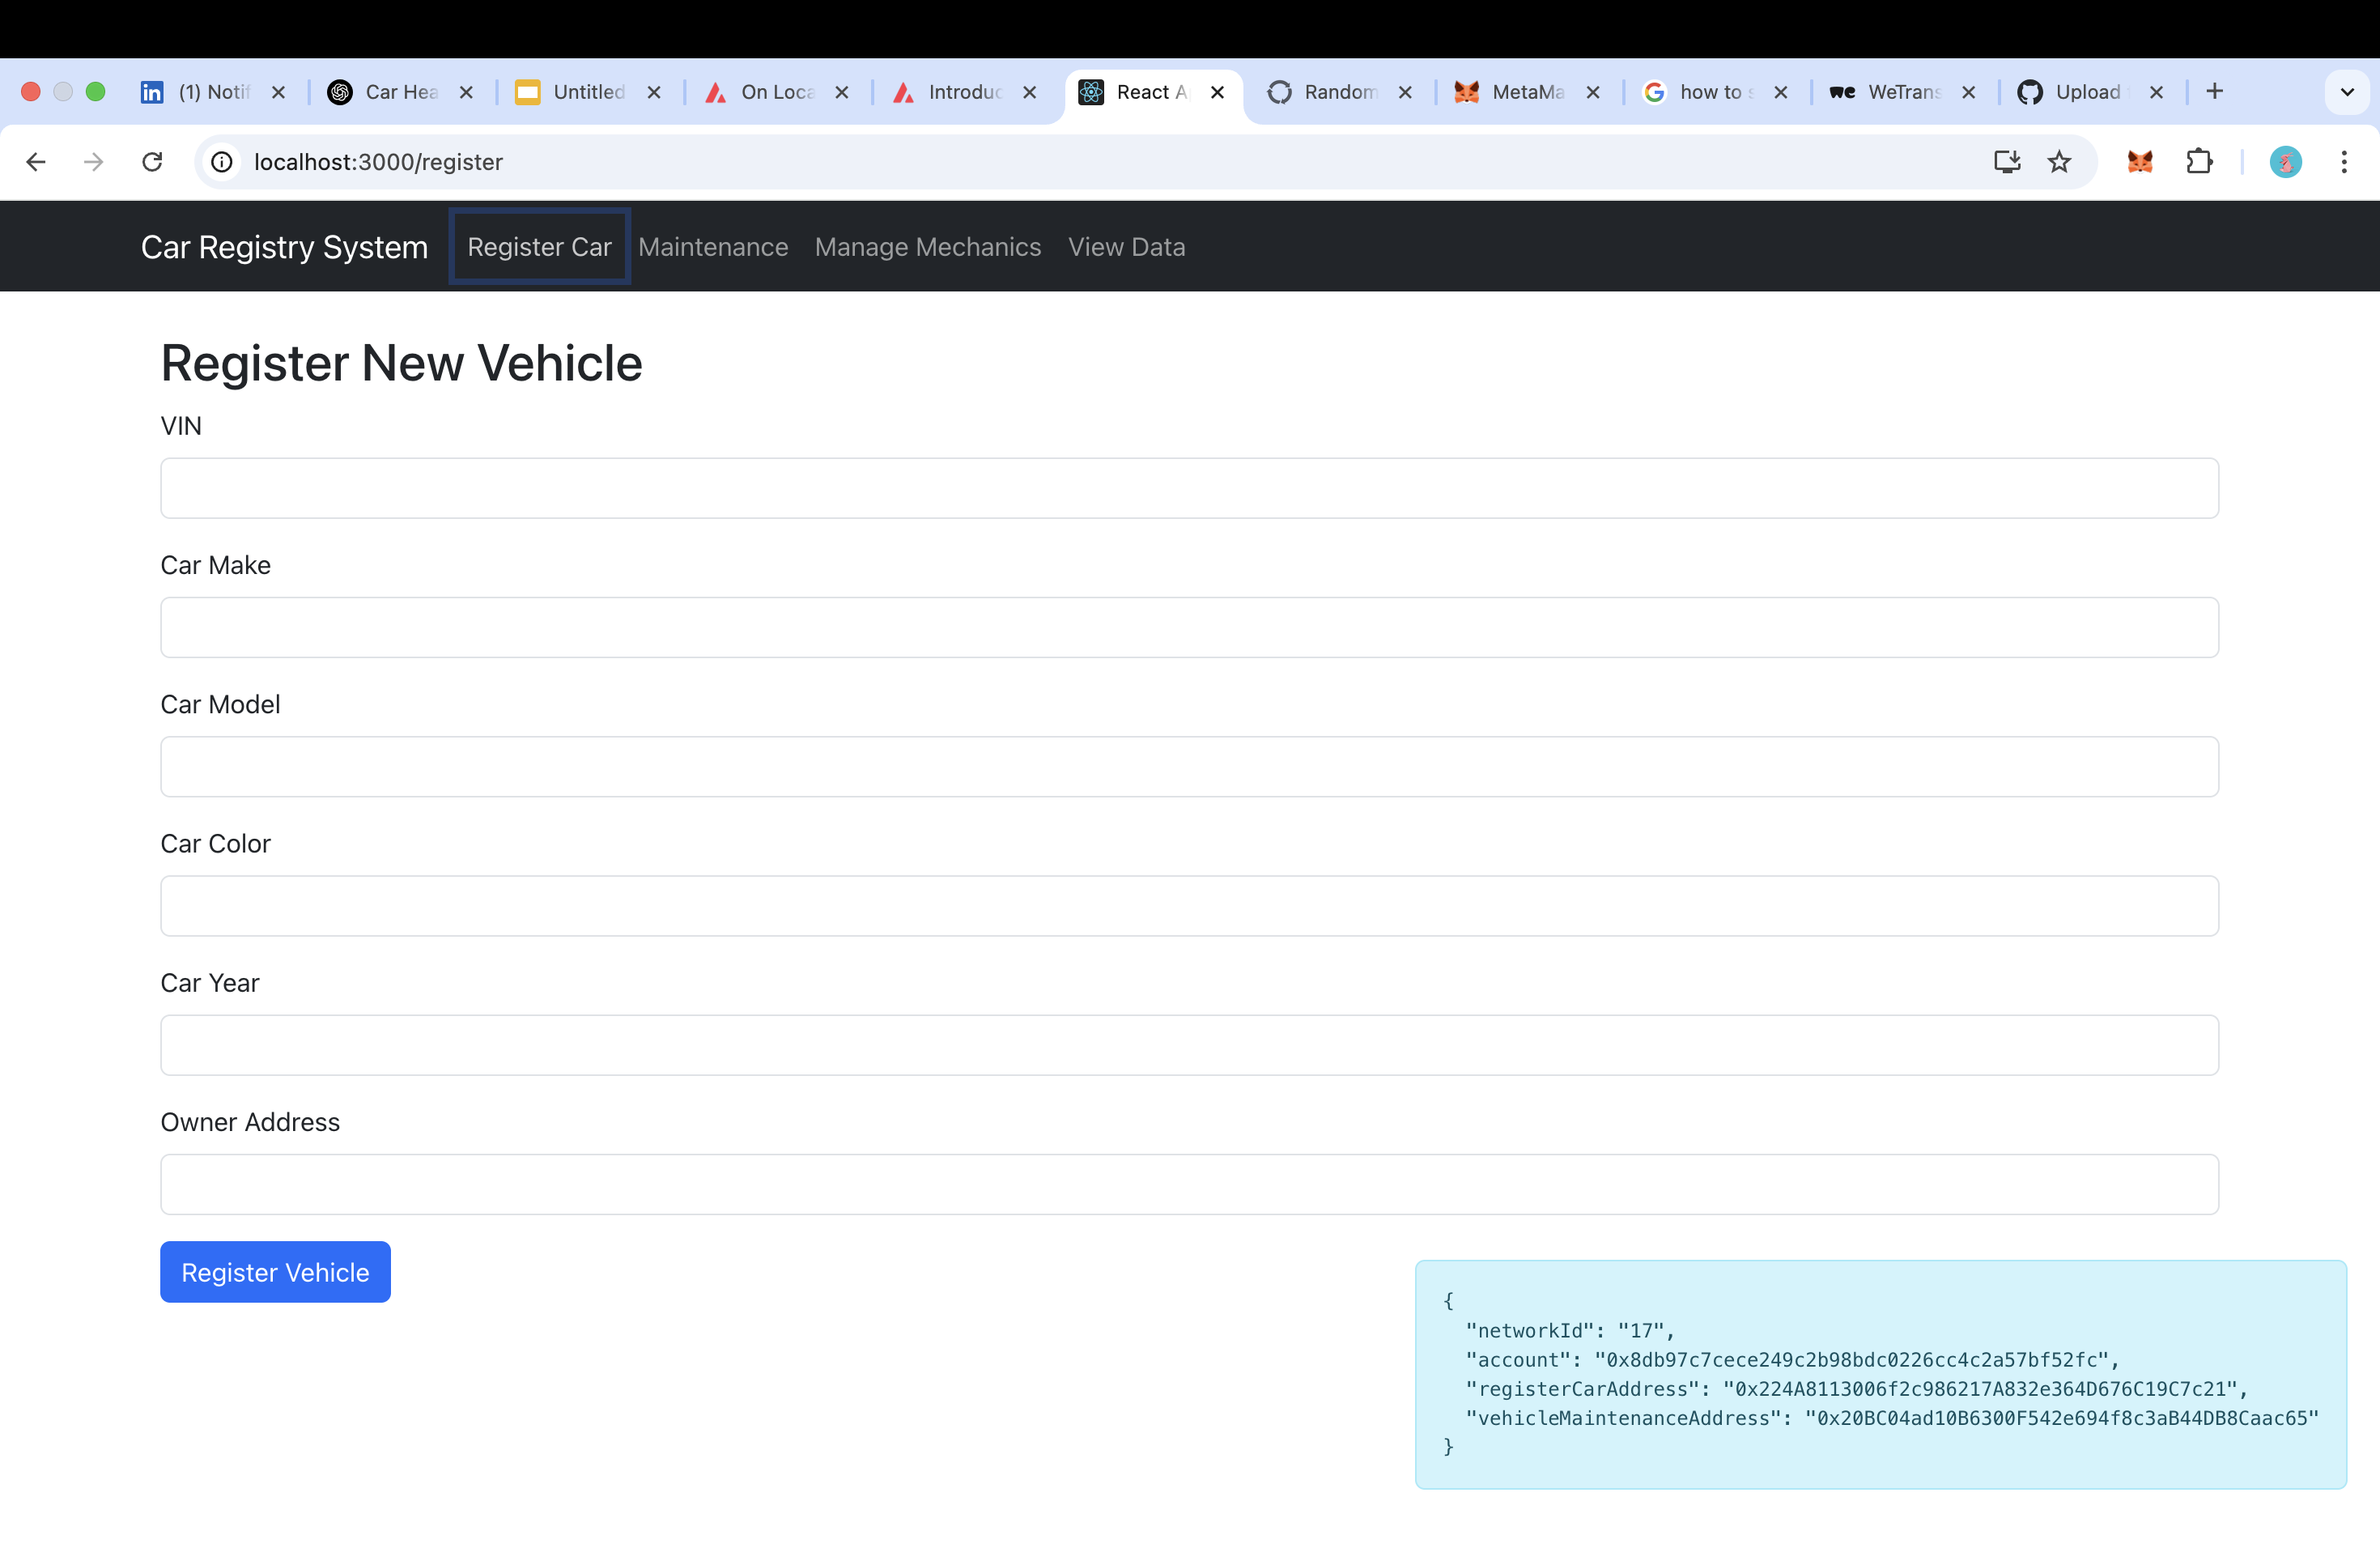 (1) Notif
Car Hea
Untitled
On Loca
Introduc
React A
Random
MetaMa
how to s
WeTrans
Upload
localhost:3000/register
Car Registry System Register Car Maintenance Manage Mechanics View Data
Register New Vehicle
VIN
Car Make
Car Model
Car Color
Car Year
Owner Address
Register Vehicle
{
"networkId": "17",
"account": "0x8db97c7cece249c2b98bdc0226cc4c2a57bf52fc",
"registerCarAddress": "0x224A8113006f2c986217A832e364D676C19C7c21",
"vehicleMaintenanceAddress": "0x20BC04ad10B6300F542e694f8c3aB44DB8Caac65"
}